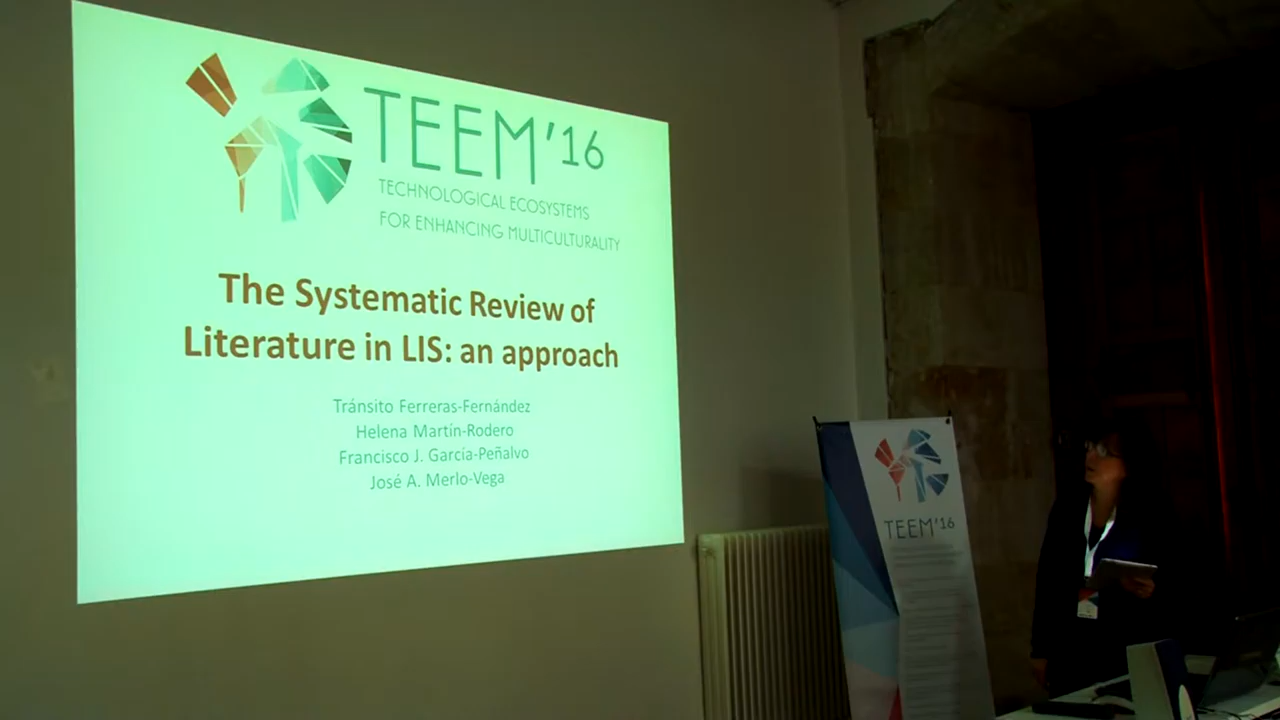 TEEM'16
TECHNOLOGICAL ECOSYSTEMS
FOR ENHANCING MULTICULTURALITY
The Systematic Review of
Literature in LIS: an approach
Tránsito Ferreras-Fernández
Helena Martín-Rodero
Francisco J. García-Peñalvo
José A. Merlo-Vega
TEEM'16